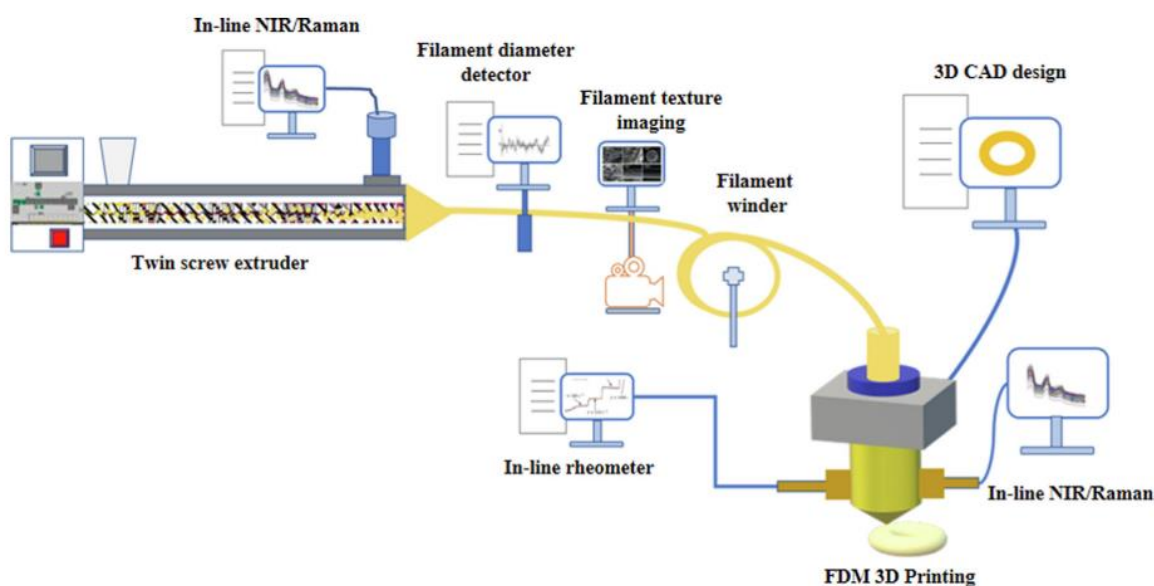 In-line NIR/Raman
Filament diameter
detector
Filament texture
imaging
3D CAD design
Filament
winder
Twin screw extruder
In-line rheometer
In-line NIR/Raman
FDM 3D Printing